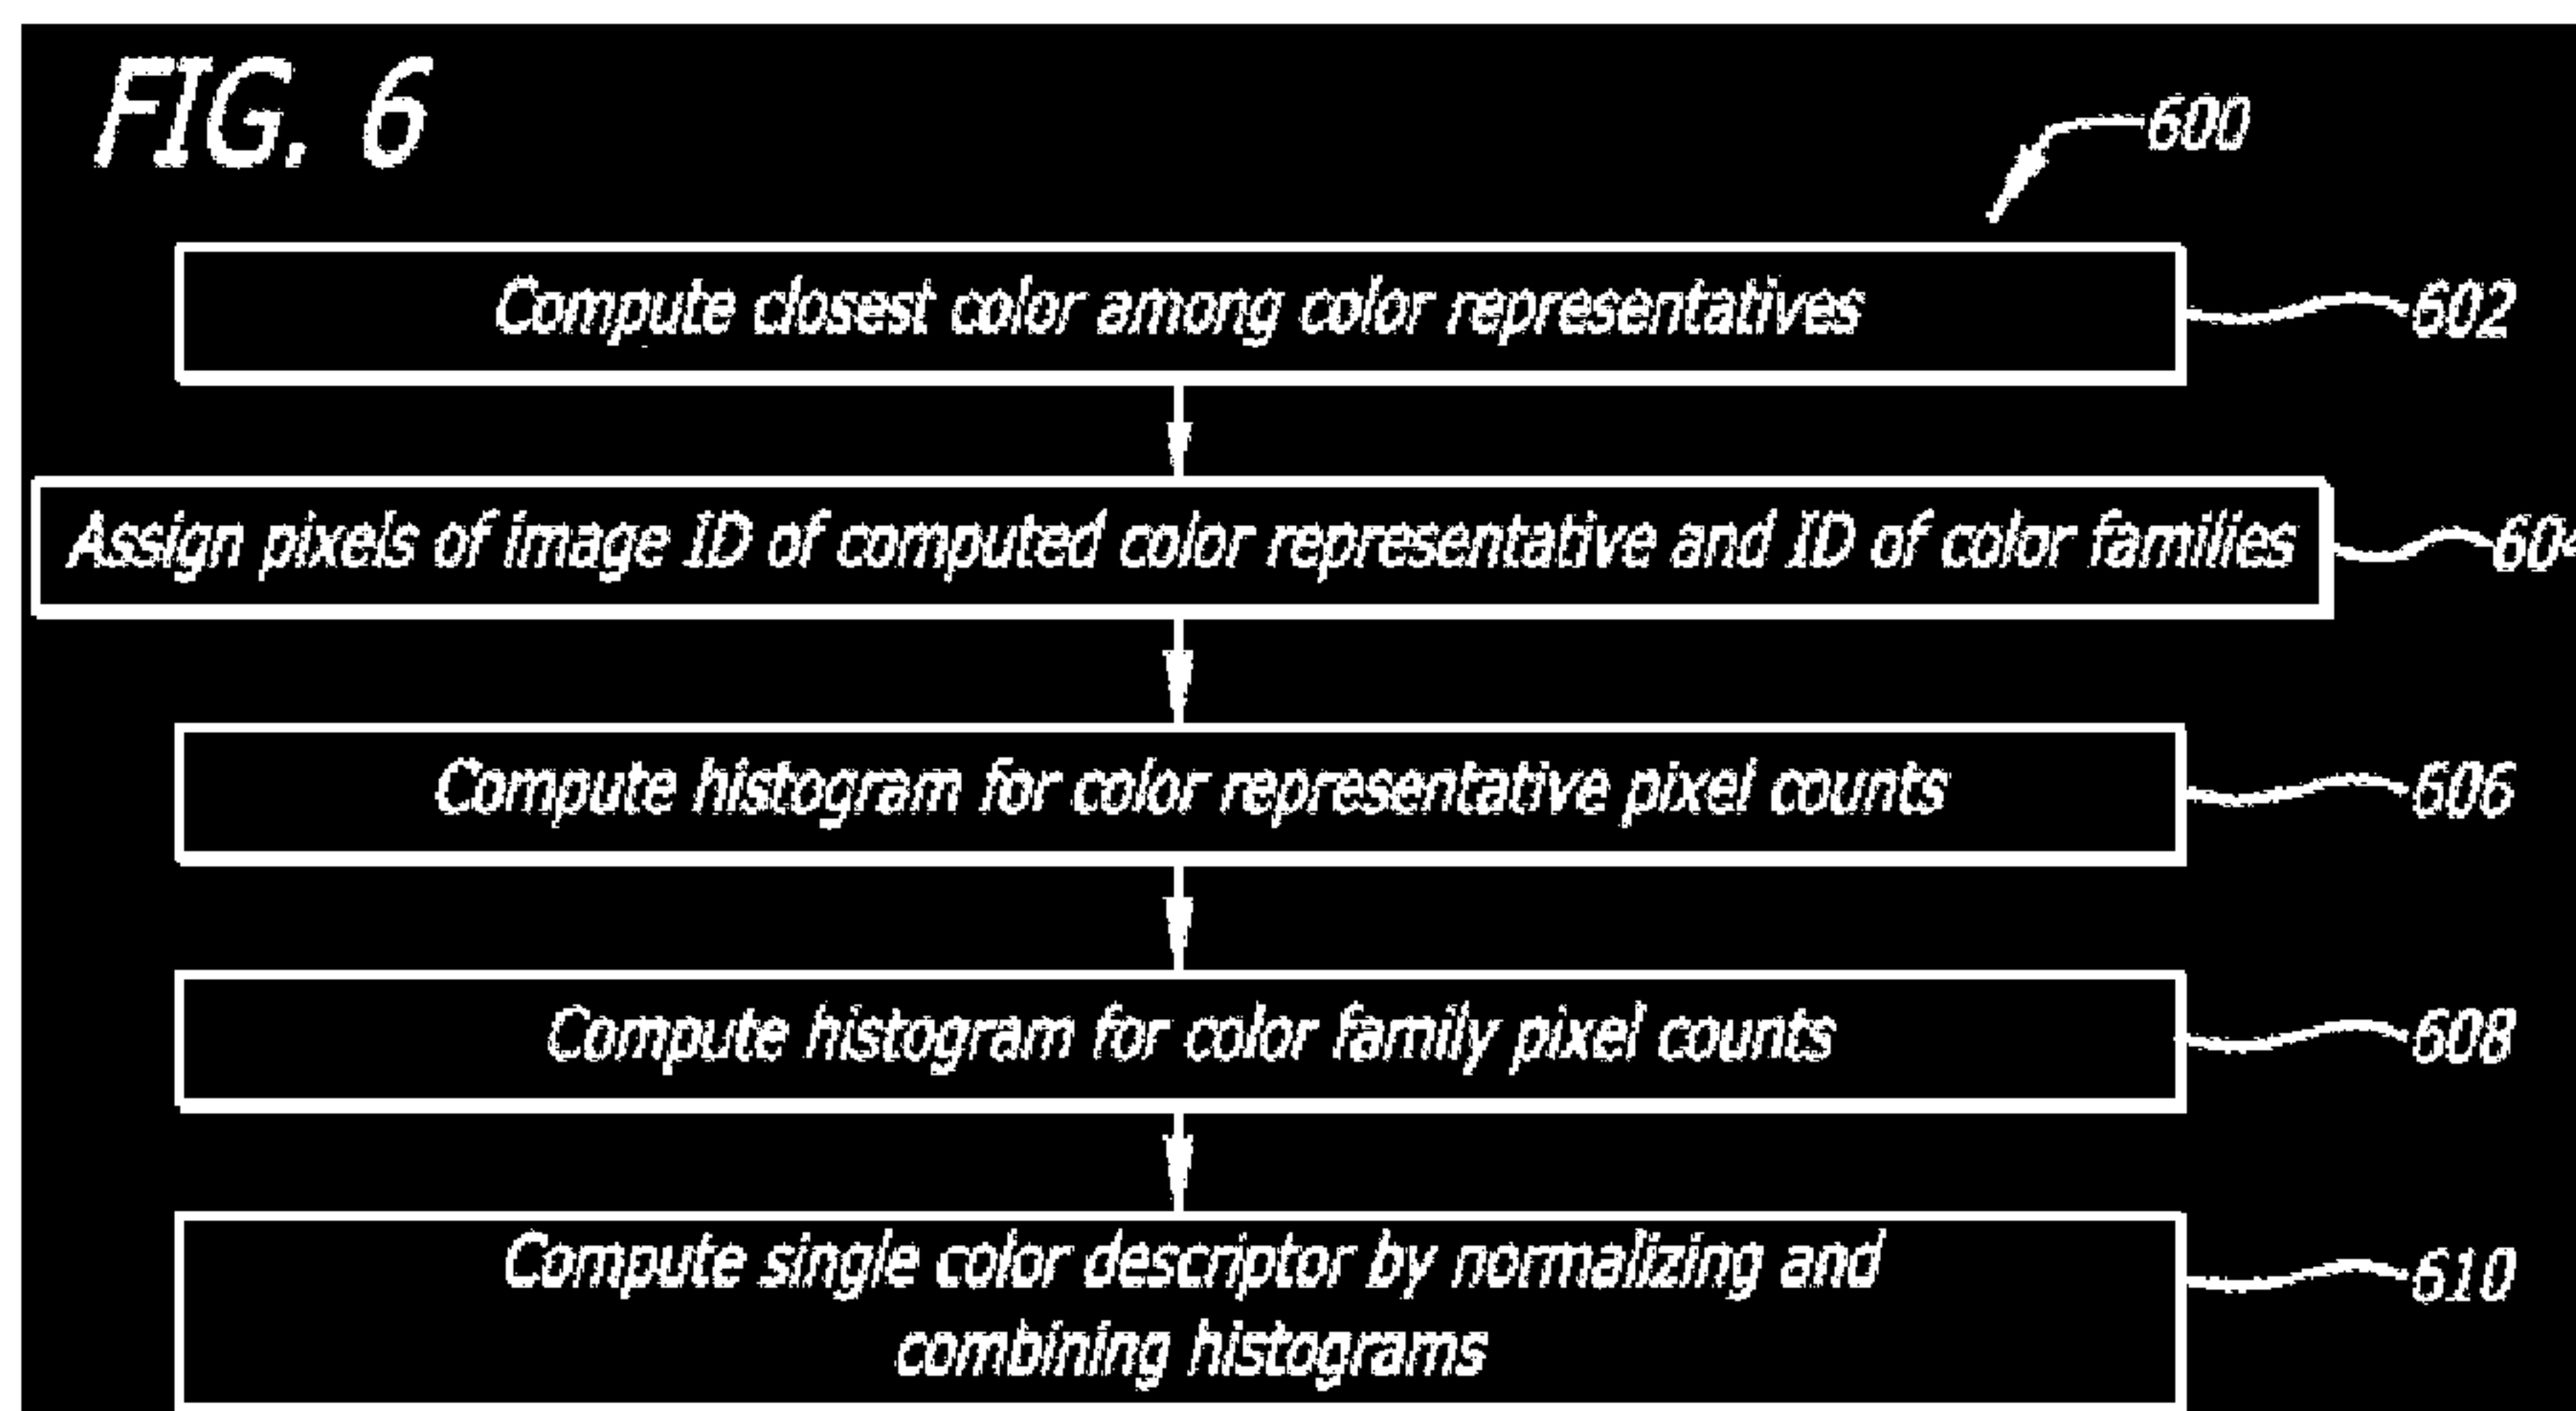 FIG. 6
600
Compute closest color among color representatives
602
Assign pixels of image ID of computed color representative and ID of color families
604
Compute histogram for color representative pixel counts
606
Compute histogram for color family pixel counts
608
Compute single color descriptor by normalizing and
combining histograms
610